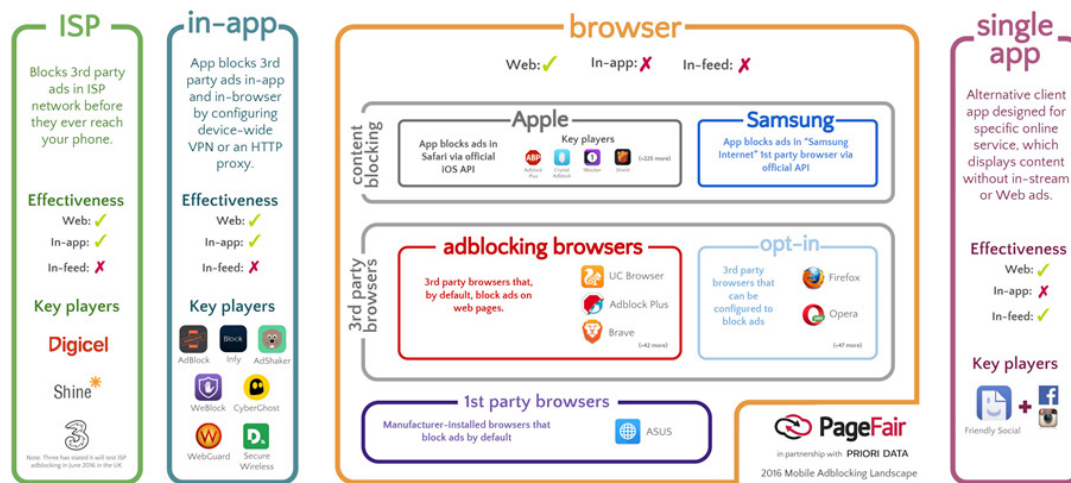 ISP
Blocks 3rd party
ads in ISP
network before
they ever reach
your phone.
Effectiveness
Web: ✓
In-app: ✓
In-feed: ✗
Key players
Digicel
Shine
3
Note: Three has stated it will test ISP
adblocking in June 2016 in the UK
in-app
App blocks 3rd
party ads in-app
and in-browser
by configuring
device-wide
VPN or an HTTP
proxy.
Effectiveness
Web: ✓
In-app: ✓
In-feed: ✗
Key players
Block
AdBlock Infy AdShaker
WeBlock CyberGhost
W D.
WebGuard Secure
Wireless
browser
Web: ✓ In-app: ✗ In-feed: ✗
content
blocking
Apple
App blocks ads in
Safari via official
iOS API
Key players
ABP
Adblock
Plus
Crystal
Adblock
1Blocker
Shield
(+225 more)
Samsung
App blocks ads in "Samsung
Internet" 1st party browser via
official API
3rd party
browsers
adblocking browsers
3rd party browsers that,
by default, block ads on
web pages.
UC Browser
Adblock Plus
Brave
(+42 more)
opt-in
3rd party
browsers that
can be
configured to
block ads
Firefox
Opera
(+47 more)
1st party browsers
Manufacturer-installed browsers that
block ads by default
ASUS
PageFair
in partnership with PRIORI DATA
2016 Mobile Adblocking Landscape
single
app
Alternative client
app designed for
specific online
service, which
displays content
without in-stream
or Web ads.
Effectiveness
Web: ✓
In-app: ✗
In-feed: ✓
Key players
+
Friendly Social